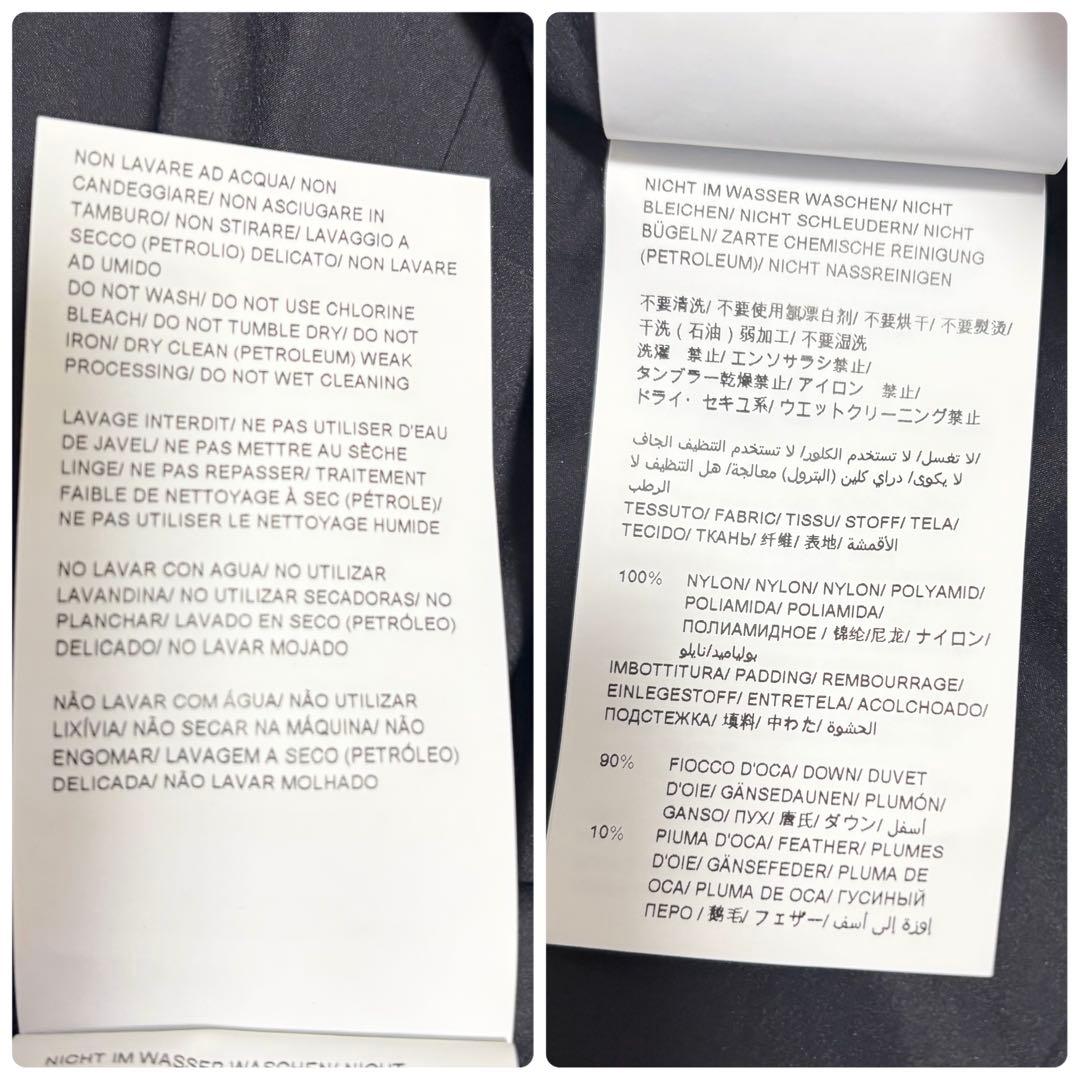 NON LAVARE AD ACQUA/ NON
CANDEGGIARE/ NON ASCIUGARE IN
TAMBURO/ NON STIRARE/ LAVAGGIO A
SECCO (PETROLIO) DELICATO/ NON LAVARE
AD UMIDO
DO NOT WASH/ DO NOT USE CHLORINE
BLEACH/ DO NOT TUMBLE DRY/ DO NOT
IRON/ DRY CLEAN (PETROLEUM) WEAK
PROCESSING/ DO NOT WET CLEANING
LAVAGE INTERDIT/ NE PAS UTILISER D'EAU
DE JAVEL/ NE PAS METTRE AU SÈCHE
LINGE/ NE PAS REPASSER/ TRAITEMENT
FAIBLE DE NETTOYAGE À SEC (PÉTROLE)/
NE PAS UTILISER LE NETTOYAGE HUMIDE
NO LAVAR CON AGUA/ NO UTILIZAR
LAVANDINA/ NO UTILIZAR SECADORAS/ NO
PLANCHAR/ LAVADO EN SECO (PETRÓLEO)
DELICADO/ NO LAVAR MOJADO
NÃO LAVAR COM ÁGUA/ NÃO UTILIZAR
LIXÍVIA/ NÃO SECAR NA MÁQUINA/ NÃO
ENGOMAR/ LAVAGEM A SECO (PETRÓLEO)
DELICADA/ NÃO LAVAR MOLHADO
NICHT IM WASSER WASCHEN/ NICHT
NICHT IM WASSER WASCHEN/ NICHT
BLEICHEN/ NICHT SCHLEUDERN/ NICHT
BÜGELN/ ZARTE CHEMISCHE REINIGUNG
(PETROLEUM)/ NICHT NASSREINIGEN
不要清洗/ 不要使用氯漂白剂/ 不要烘干/ 不要熨烫/
干洗 ( 石油 ) 弱加工/ 不要湿洗
洗濯　禁止/ エンソサラシ禁止/
タンブラー乾燥禁止/ アイロン　禁止/
ドライ・ セキユ系/ ウエットクリーニング禁止
لا تغسل/ لا تستخدم الكلور/ لا تستخدم التنظيف الجاف/
لا يكوى/ دراي كلين (البترول) معالجة/ هل التنظيف لا
الرطب
TESSUTO/ FABRIC/ TISSU/ STOFF/ TELA/
TECIDO/ ТКАНЬ/ 纤维/ 表地/ الأقمشة
100% NYLON/ NYLON/ NYLON/ POLYAMID/
POLIAMIDA/ POLIAMIDA/
ПОЛИАМИДНОЕ / 锦纶/尼龙/ ナイロン/
بولياميد/نايلو
IMBOTTITURA/ PADDING/ REMBOURRAGE/
EINLEGESTOFF/ ENTRETELA/ ACOLCHOADO/
ПОДСТЕЖКА/ 填料/ 中わた/ الحشوة
90% FIOCCO D'OCA/ DOWN/ DUVET
D'OIE/ GÄNSEDAUNEN/ PLUMÓN/
GANSO/ ПУХ/ 唐氏/ ダウン/ أسفل
10% PIUMA D'OCA/ FEATHER/ PLUMES
D'OIE/ GÄNSEFEDER/ PLUMA DE
OCA/ PLUMA DE OCA/ ГУСИНЫЙ
ПЕРО / 鹅毛/ フェザー/ إوزة إلى أسف